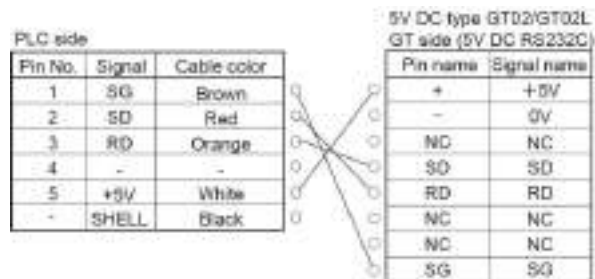 5V DC type GT02/GT02L
PLC side GT side (5V DC RS232C)
Pin No. Signal Cable color Pin name Signal name
1 SG Brown + +5V
2 SD Red - 0V
3 RD Orange NC NC
4 - - SD SD
5 +5V White RD RD
- SHELL Black NC NC
NC NC
SG SG